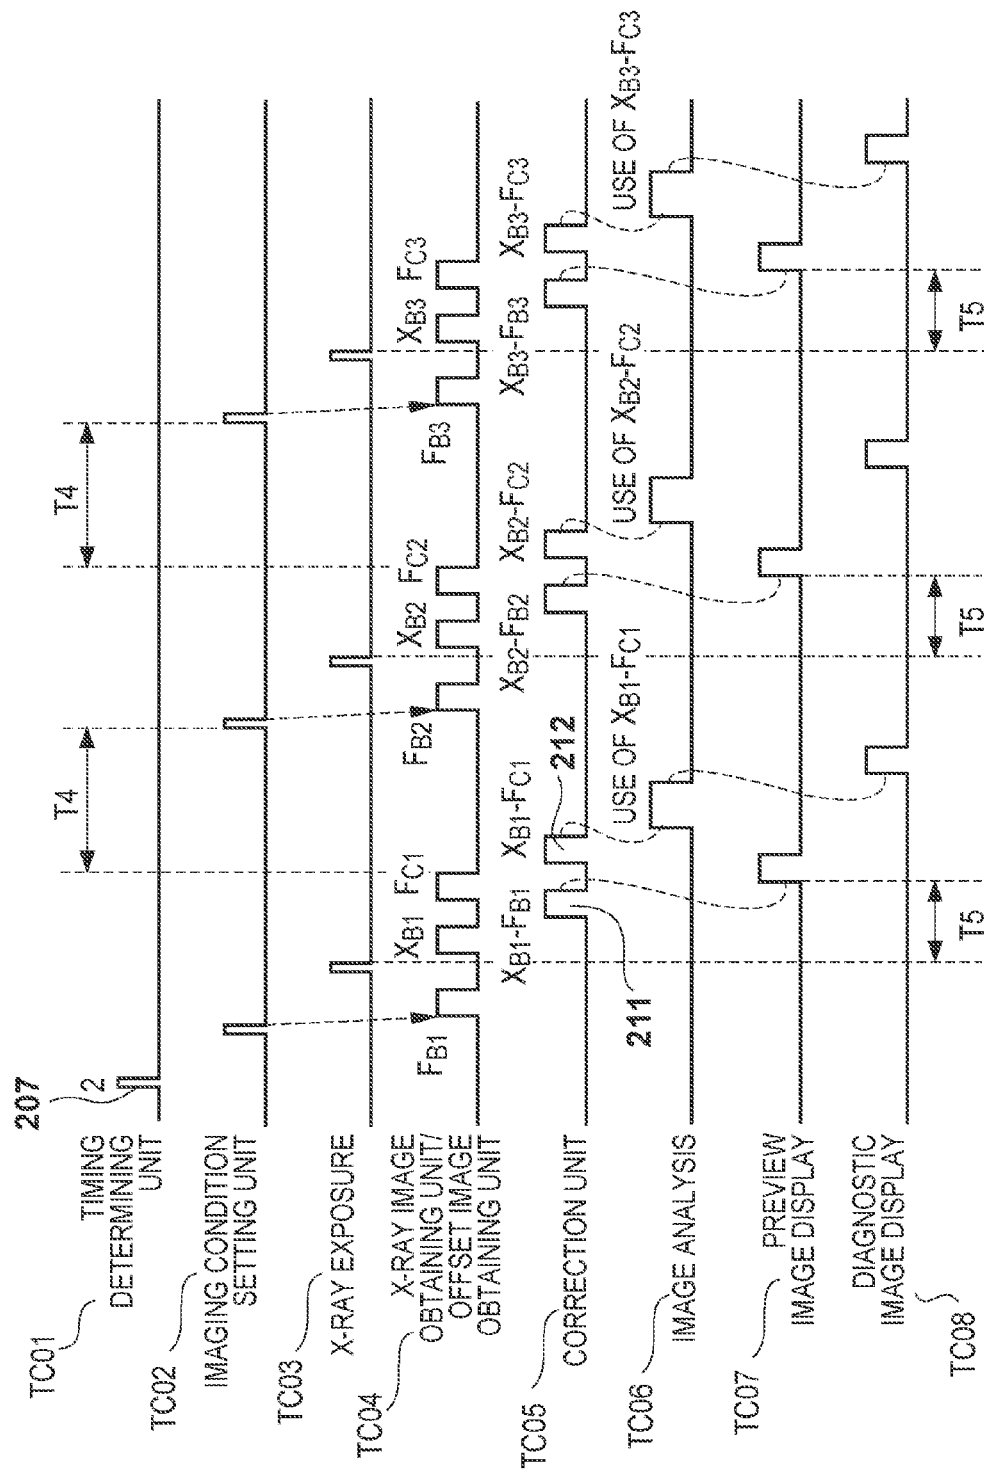 TC01
TIMING
DETERMINING
UNIT
207
2
T4
T4
TC02
IMAGING CONDITION
SETTING UNIT
TC03
X-RAY EXPOSURE
TC04
X-RAY IMAGE
OBTAINING UNIT/
OFFSET IMAGE
OBTAINING UNIT
FB1
XB1
FC1
FB2
XB2
FC2
FB3
XB3
FC3
TC05
CORRECTION UNIT
XB1-FB1
XB1-FC1
XB2-FB2
XB2-FC2
XB3-FB3
XB3-FC3
211
212
TC06
IMAGE ANALYSIS
USE OF XB1-FC1
USE OF XB2-FC2
USE OF XB3-FC3
TC07
PREVIEW
IMAGE DISPLAY
T5
T5
T5
TC08
DIAGNOSTIC
IMAGE DISPLAY